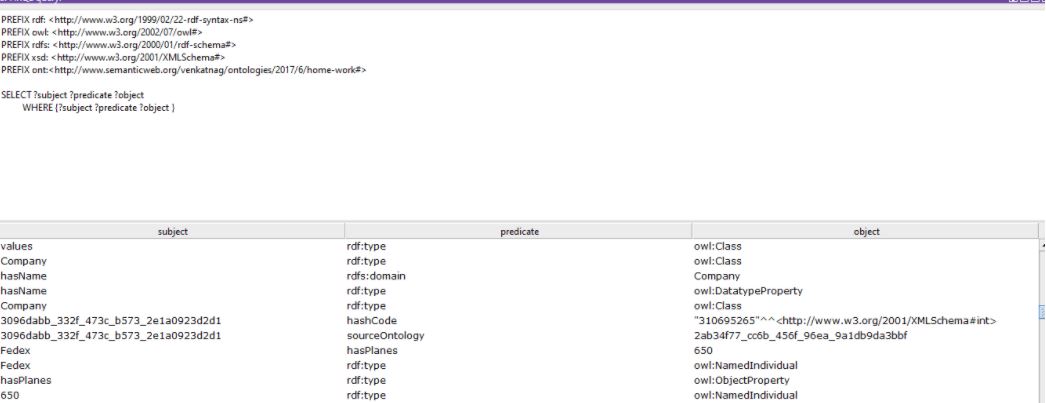 PREFIX rdf: <http://www.w3.org/1999/02/22-rdf-syntax-ns#>
PREFIX owl: <http://www.w3.org/2002/07/owl#>
PREFIX rdfs: <http://www.w3.org/2000/01/rdf-schema#>
PREFIX xsd: <http://www.w3.org/2001/XMLSchema#>
PREFIX ont:<http://www.semanticweb.org/venkatnag/ontologies/2017/6/home-work#>
SELECT ?subject ?predicate ?object
WHERE {?subject ?predicate ?object }
subject predicate object
values rdf:type owl:Class
Company rdf:type owl:Class
hasName rdfs:domain Company
hasName rdf:type owl:DatatypeProperty
Company rdf:type owl:Class
3096dabb_332f_473c_b573_2e1a0923d2d1 hashCode "310695265"^^<http://www.w3.org/2001/XMLSchema#int>
3096dabb_332f_473c_b573_2e1a0923d2d1 sourceOntology 2ab34f77_cc6b_456f_96ea_9a1db9da3bbf
Fedex hasPlanes 650
Fedex rdf:type owl:NamedIndividual
hasPlanes rdf:type owl:ObjectProperty
650 rdf:type owl:NamedIndividual